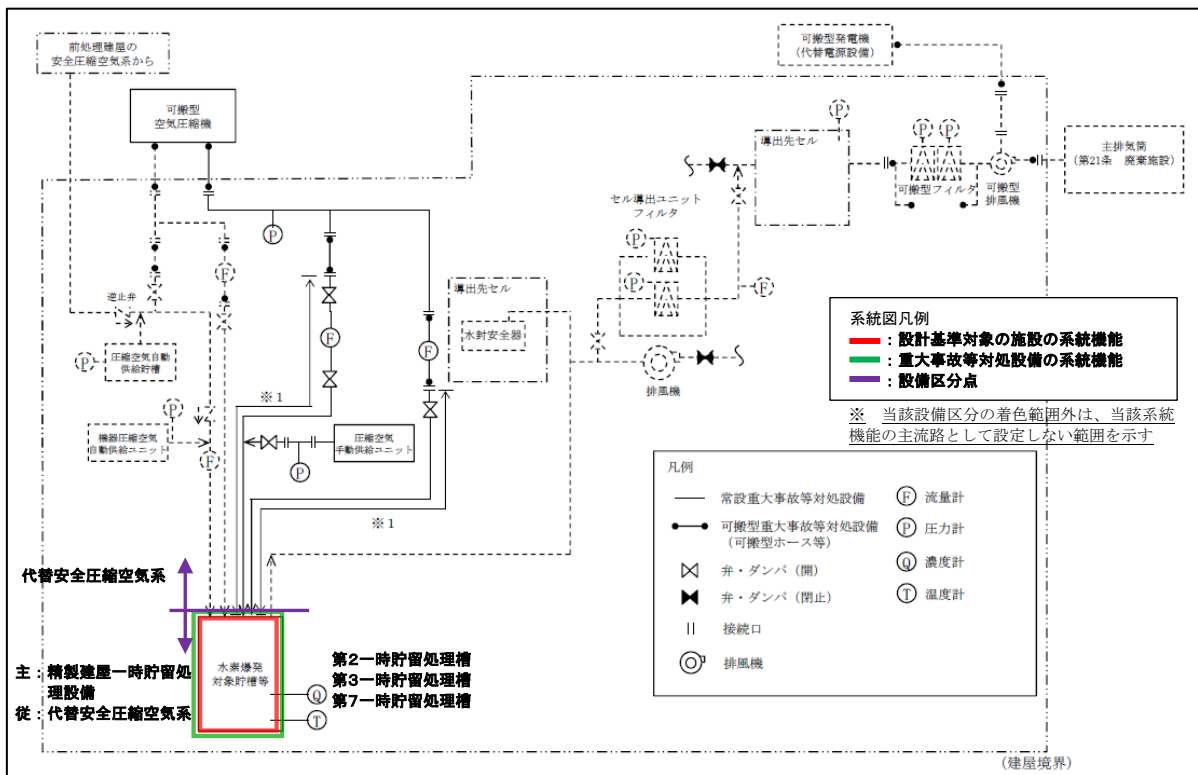 前処理建屋の
安全圧縮空気系から
可搬型発電機
(代替電源設備)
可搬型
空気圧縮機
P
導出先セル
P
P
主排気筒
(第21条 廃棄施設)
可搬型フィルタ
可搬型
排風機
セル導出ユニット
フィルタ
P
P
F
P
F
逆止弁
圧縮空気自動
供給貯槽
P
導出先セル
水封安全器
F
F
排風機
※1
P
機器圧縮空気
自動供給ユニット
F
圧縮空気
手動供給ユニット
P
※1
系統図凡例
:設計基準対象の施設の系統機能
:重大事故等対処設備の系統機能
:設備区分点
※ 当該設備区分の着色範囲外は、当該系統
機能の主流路として設定しない範囲を示す
凡例
常設重大事故等対処設備
可搬型重大事故等対処設備
(可搬型ホース等)
弁・ダンパ(開)
弁・ダンパ(閉止)
接続口
排風機
F 流量計
P 圧力計
Q 濃度計
T 温度計
代替安全圧縮空気系
主:精製建屋一時貯留処
理設備
従:代替安全圧縮空気系
水素爆発
対象貯槽等
Q
T
第2一時貯留処理槽
第3一時貯留処理槽
第7一時貯留処理槽
(建屋境界)